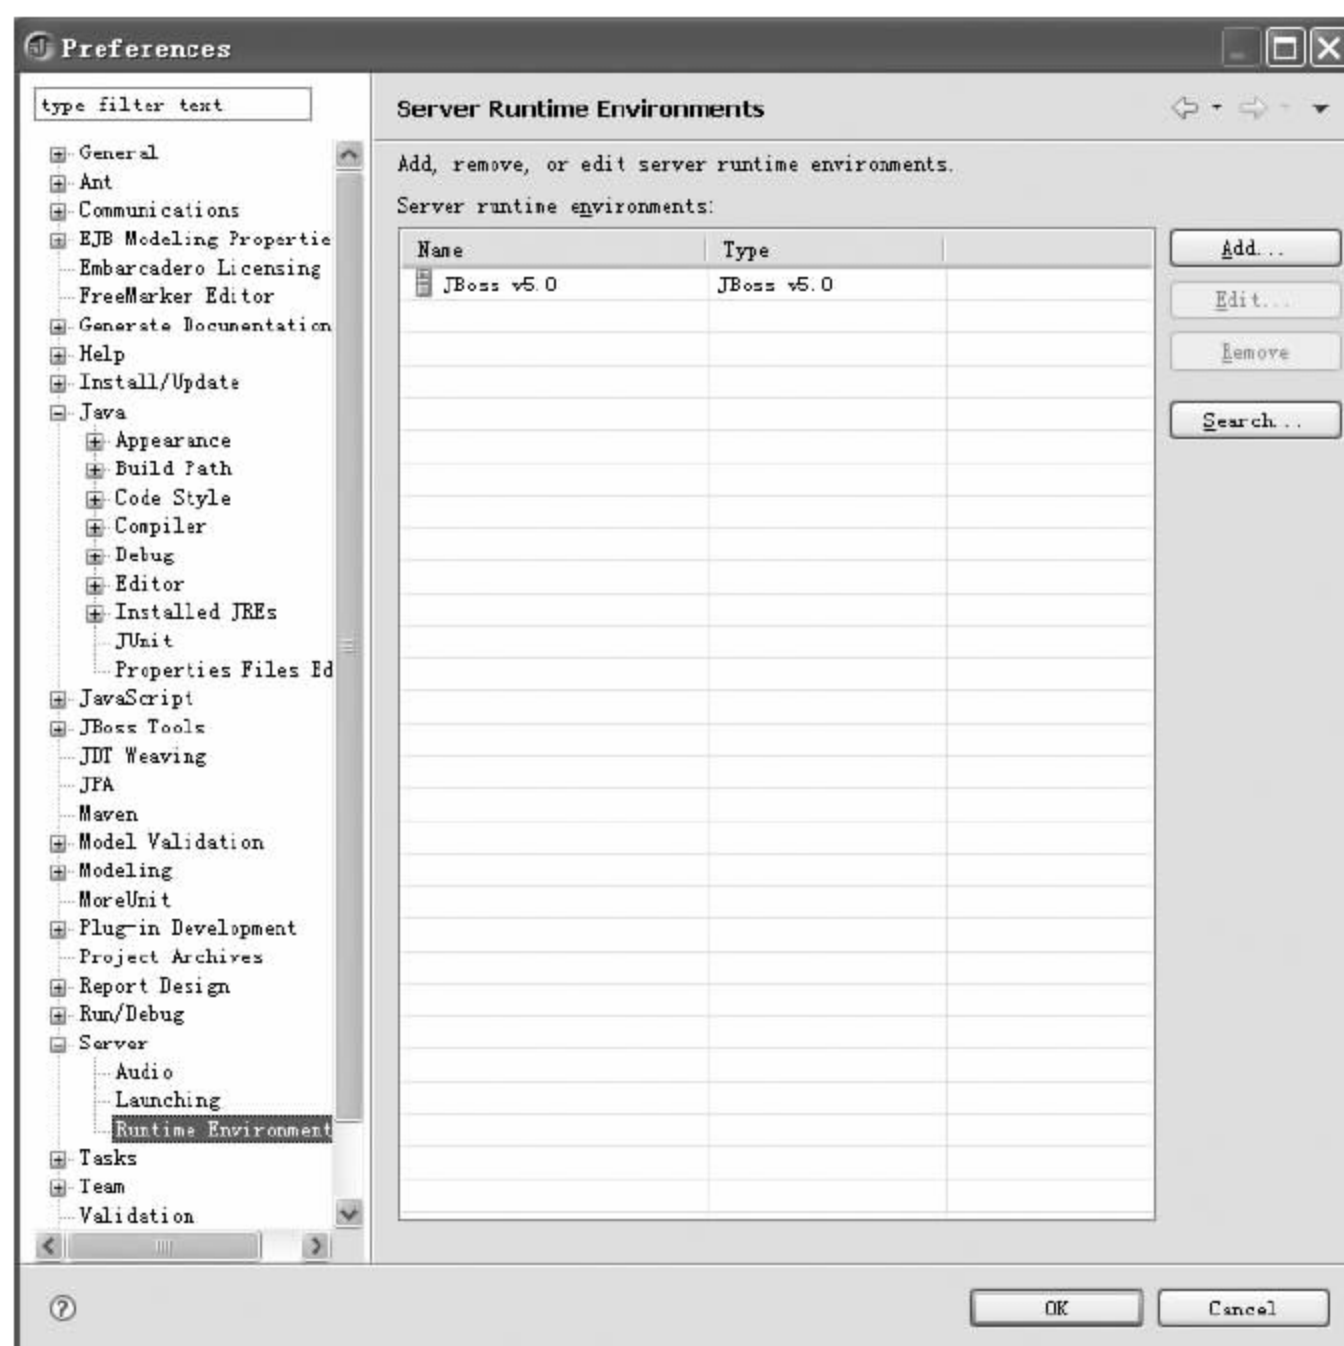 Preferences
type filter text
General
Ant
Communications
EJB Modeling Propertie
Embarcadero Licensing
FreeMarker Editor
Generate Documentation
Help
Install/Update
Java
Appearance
Build Path
Code Style
Compiler
Debug
Editor
Installed JREs
JUnit
Properties Files Ed
JavaScript
JBoss Tools
JDT Weaving
JPA
Maven
Model Validation
Modeling
MoreUnit
Plug-in Development
Project Archives
Report Design
Run/Debug
Server
Audio
Launching
Runtime Environment
Tasks
Team
Validation
Server Runtime Environments
Add, remove, or edit server runtime environments.
Server runtime environments:
Name Type
JBoss v5.0 JBoss v5.0
Add...
Edit...
Remove
Search...
OK Cancel